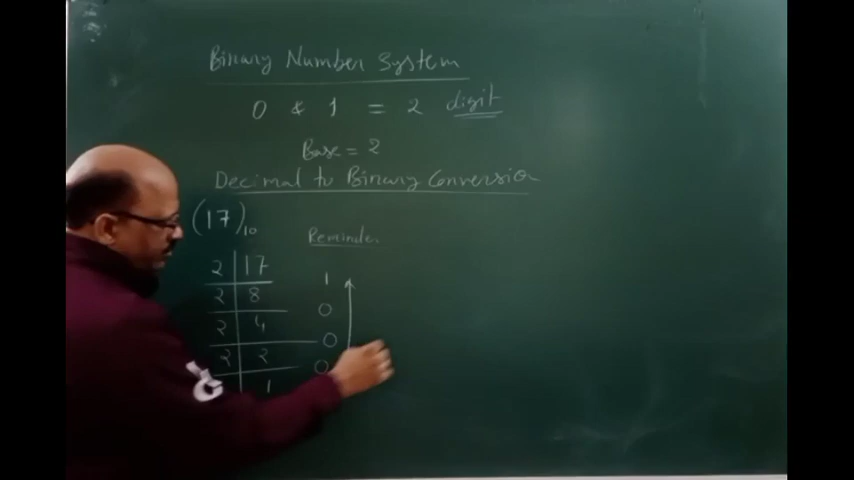 Binary Number System
0 & 1 = 2 digit
Base = 2
Decimal to Binary Conversion
(17)10
Reminder
2 17
1
2 8
0
2 4
0
2 2
0
1